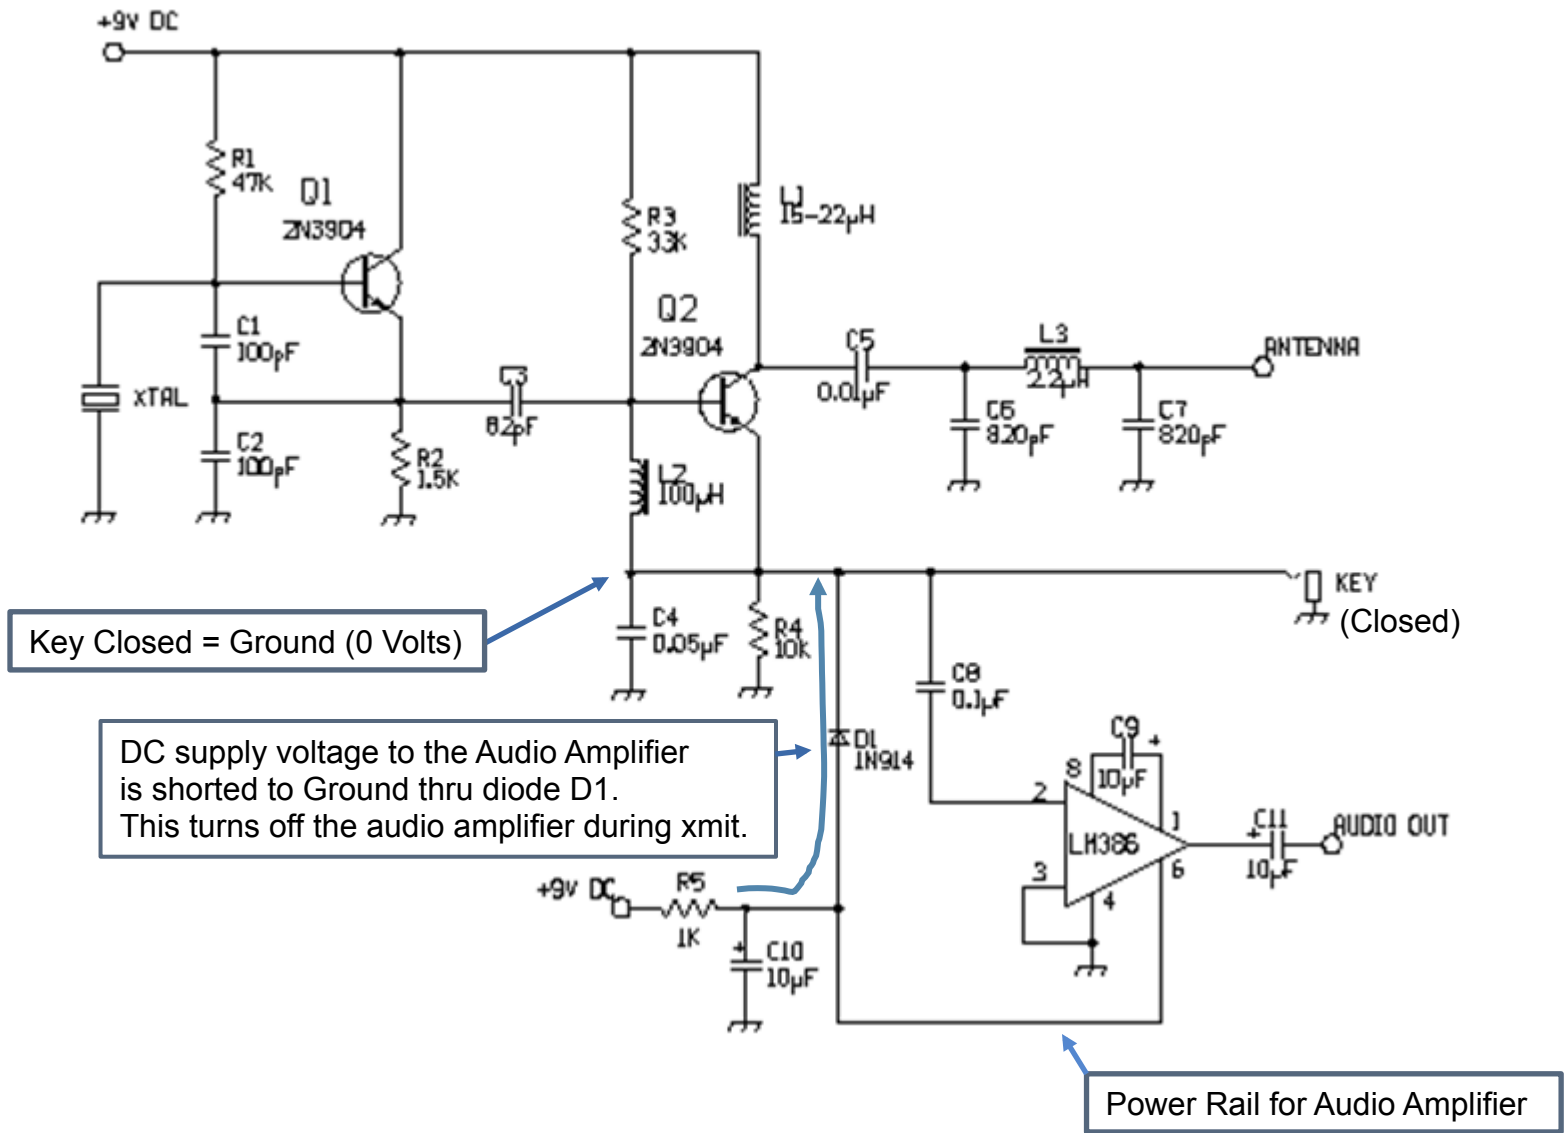 +9V DC
R1
47K
Q1
2N3904
R3
33K
L1
15-22µH
Q2
2N3904
C1
100pF
XTAL
C2
100pF
R2
1.5K
C3
82pF
C5
0.01µF
L3
2.2µH
ANTENNA
C6
820pF
C7
820pF
L2
100µH
KEY
(Closed)
Key Closed = Ground (0 Volts)
C4
0.05µF
R4
10K
C8
0.1µF
DC supply voltage to the Audio Amplifier
is shorted to Ground thru diode D1.
This turns off the audio amplifier during xmit.
D1
1N914
C9
+
10µF
8
2
1
LM386
3
4
6
+
C11
10µF
AUDIO OUT
+9V DC
R5
1K
+
C10
10µF
Power Rail for Audio Amplifier